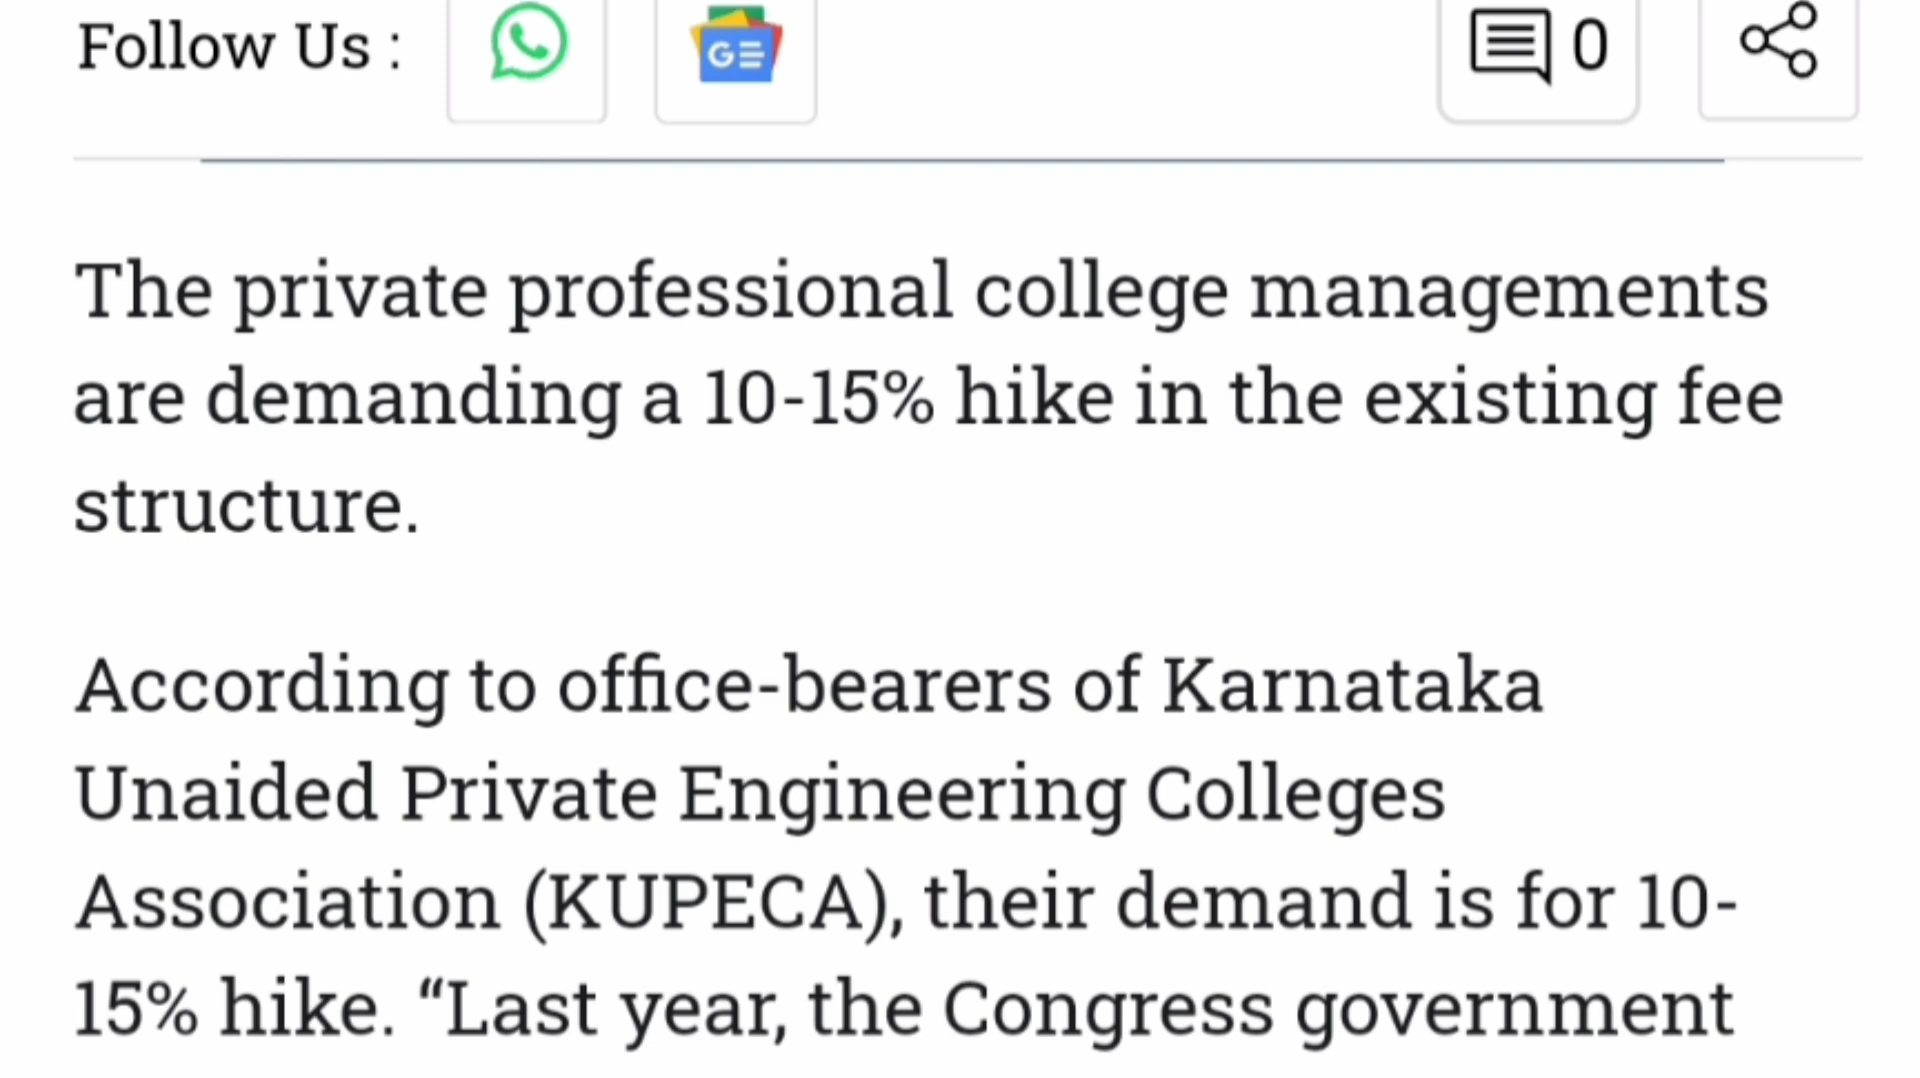 Follow Us :
GE
0
The private professional college managements
are demanding a 10-15% hike in the existing fee
structure.
According to office-bearers of Karnataka
Unaided Private Engineering Colleges
Association (KUPECA), their demand is for 10-
15% hike. “Last year, the Congress government